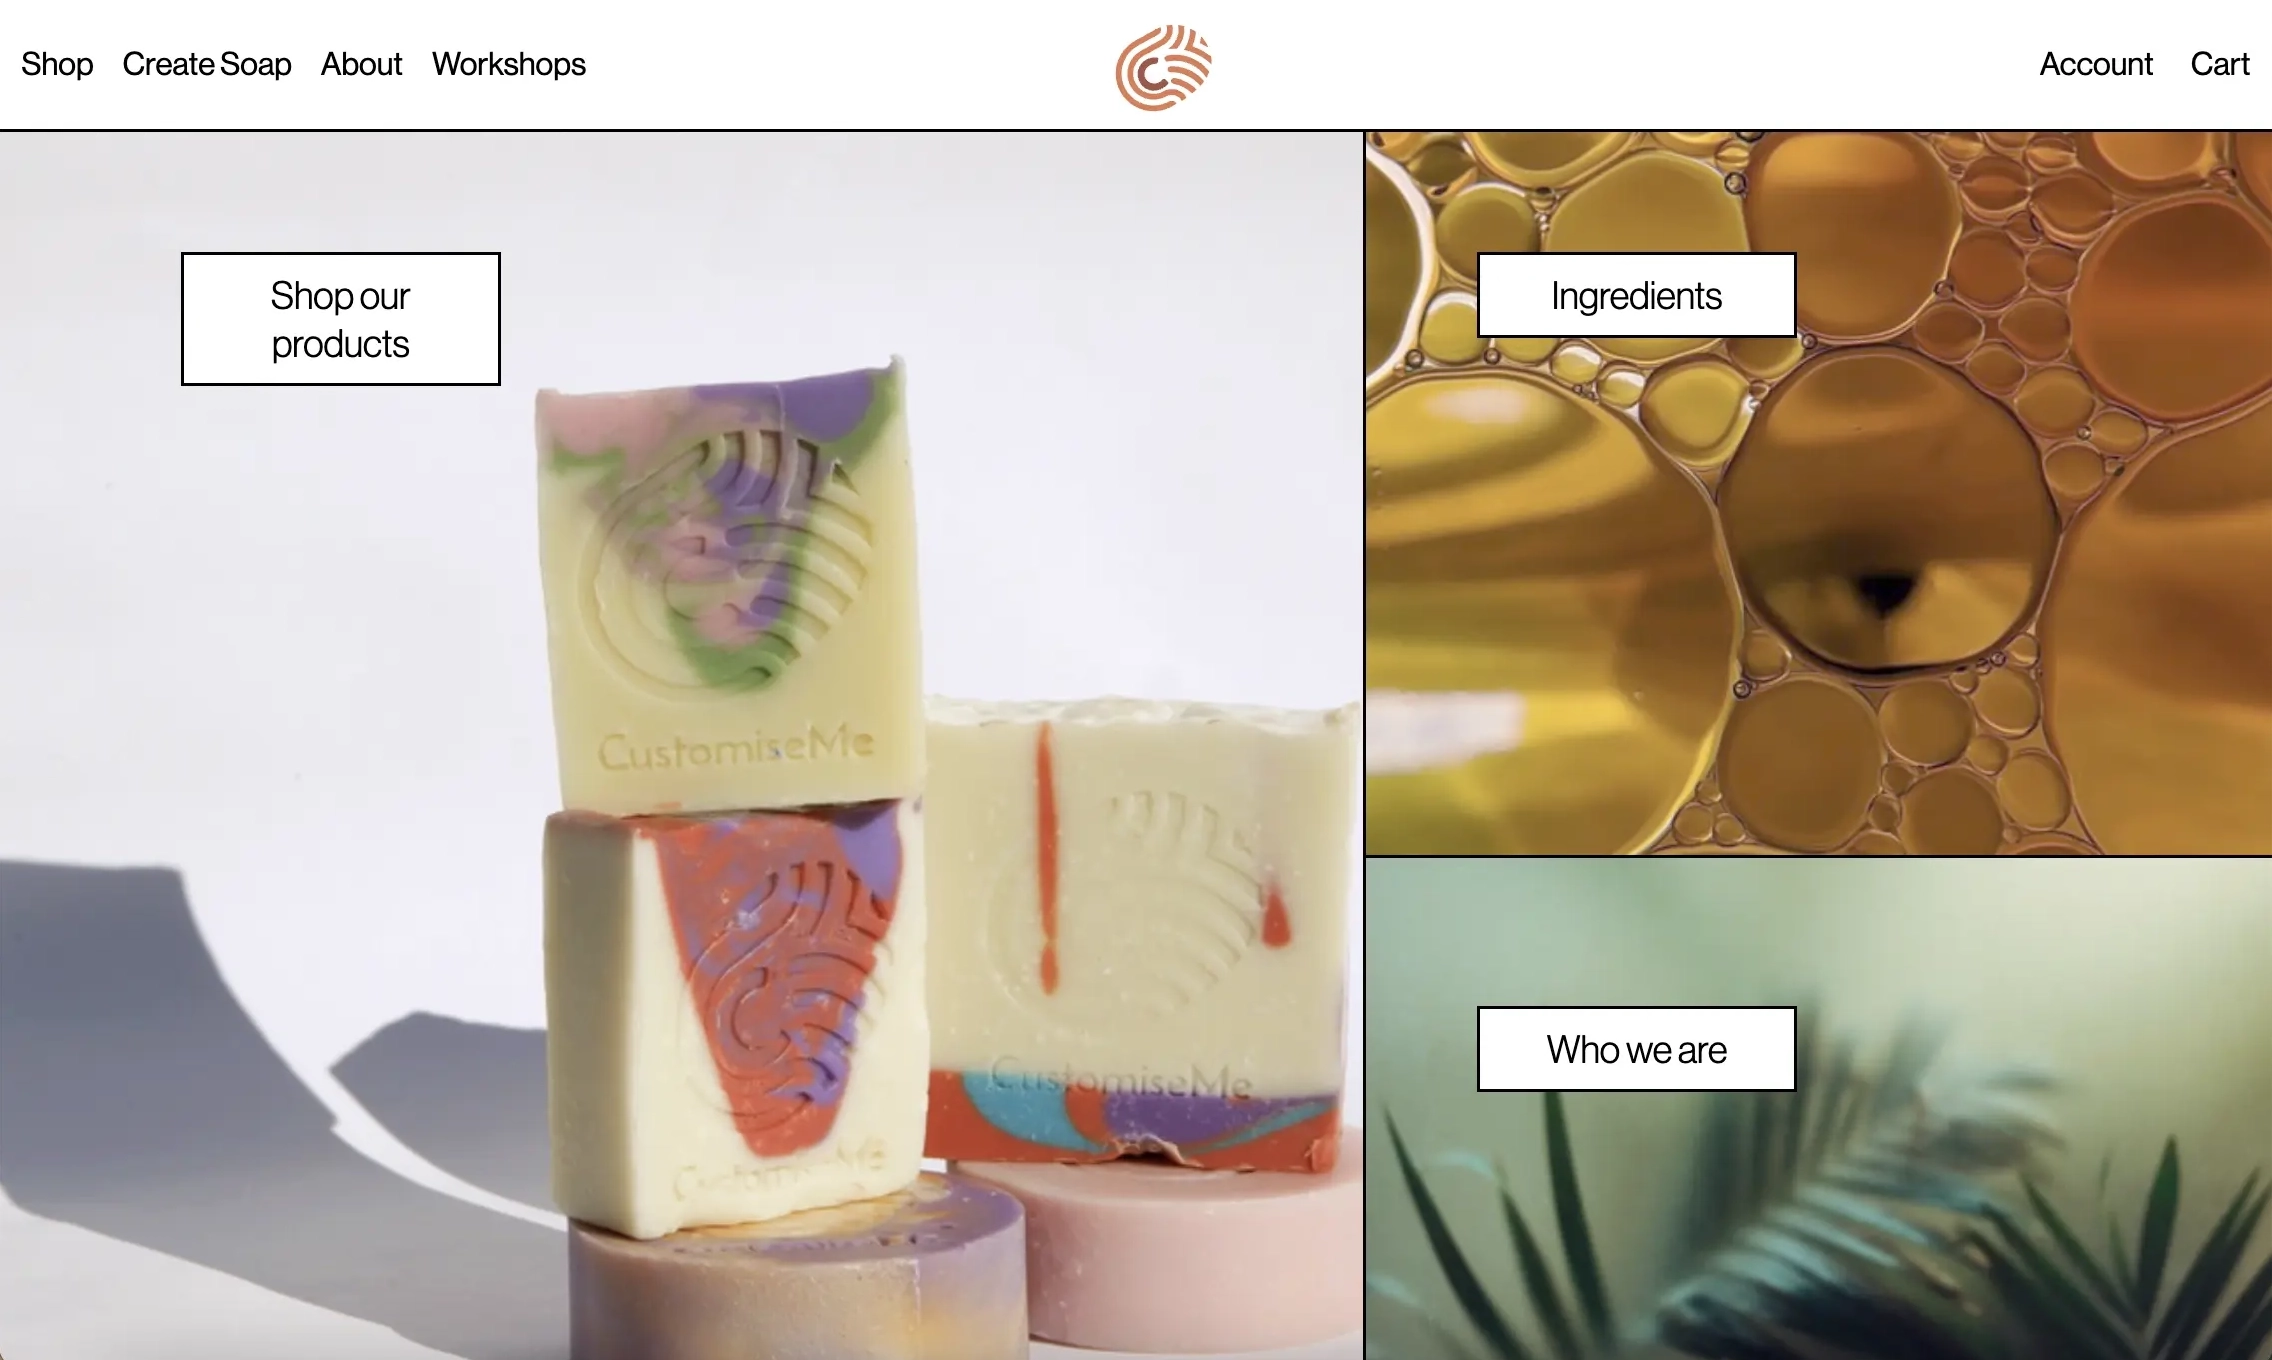 Shop Create Soap About Workshops
Account Cart
Shop our
products
Ingredients
CustomiseMe
CustomiseMe
CustomiseMe
Who we are